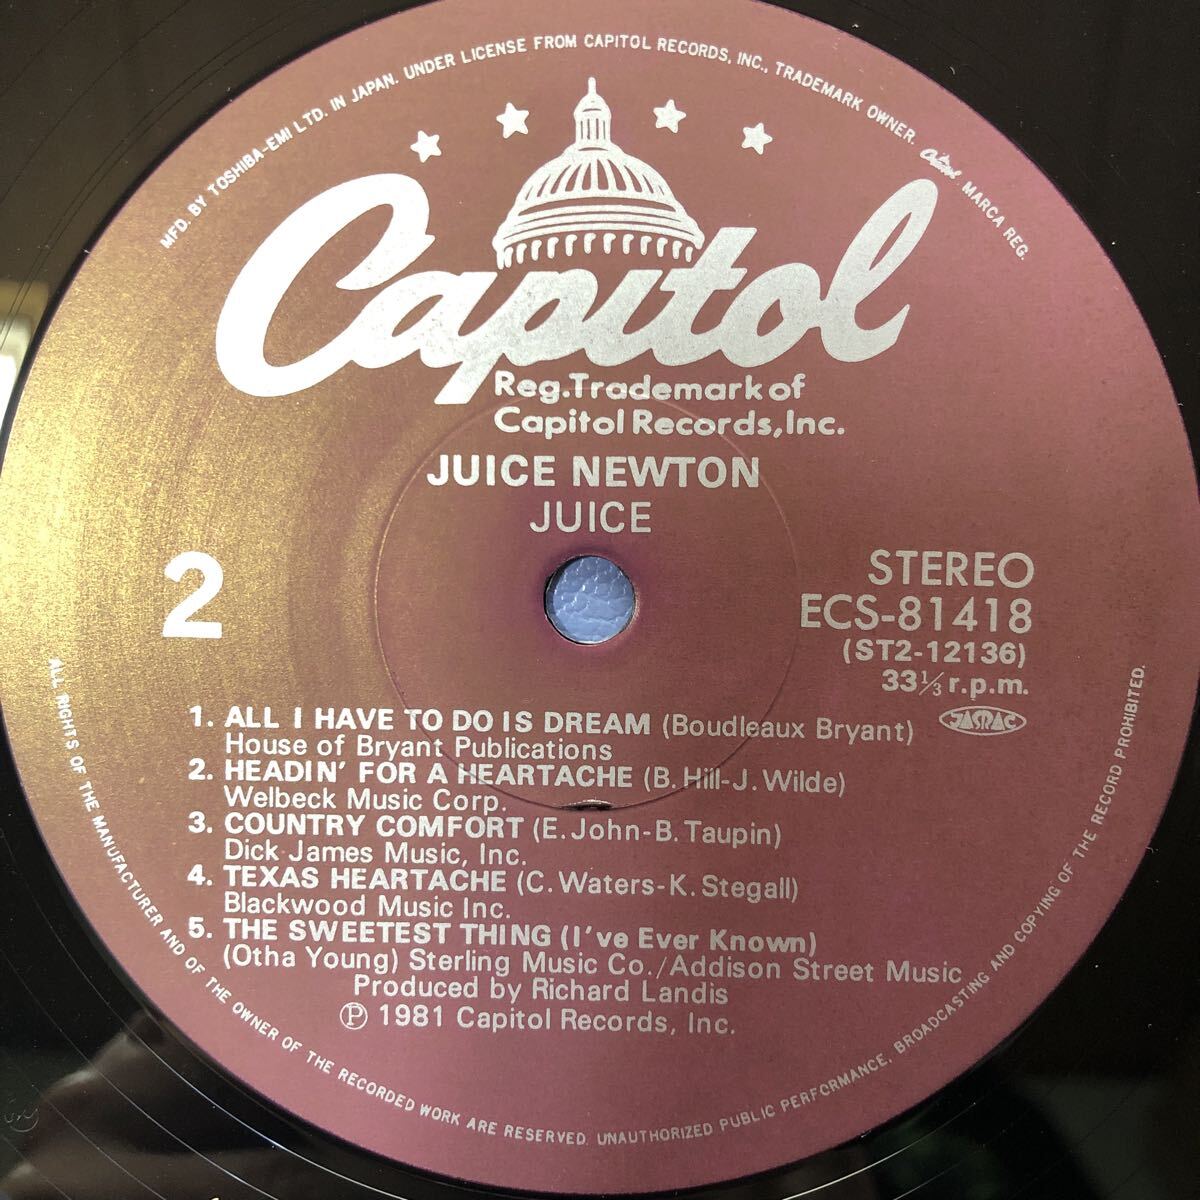 MFD. BY TOSHIBA-EMI LTD. IN JAPAN. UNDER LICENSE FROM CAPITOL RECORDS, INC., TRADEMARK OWNER. Capitol. MARCA REG.
Capitol
Reg.Trademark of
Capitol Records,Inc.
JUICE NEWTON
JUICE
2
STEREO
ECS-81418
(ST2-12136)
33 1/3 r.p.m.
JASRAC
1. ALL I HAVE TO DO IS DREAM (Boudleaux Bryant)
House of Bryant Publications
2. HEADIN' FOR A HEARTACHE (B. Hill-J. Wilde)
Welbeck Music Corp.
3. COUNTRY COMFORT (E. John-B. Taupin)
Dick James Music, Inc.
4. TEXAS HEARTACHE (C. Waters-K. Stegall)
Blackwood Music Inc.
5. THE SWEETEST THING (I've Ever Known)
(Otha Young) Sterling Music Co./Addison Street Music
Produced by Richard Landis
Ⓟ 1981 Capitol Records, Inc.
ALL RIGHTS OF THE MANUFACTURER AND OF THE OWNER OF THE RECORDED WORK ARE RESERVED. UNAUTHORIZED PUBLIC PERFORMANCE, BROADCASTING AND COPYING OF THE RECORD PROHIBITED.